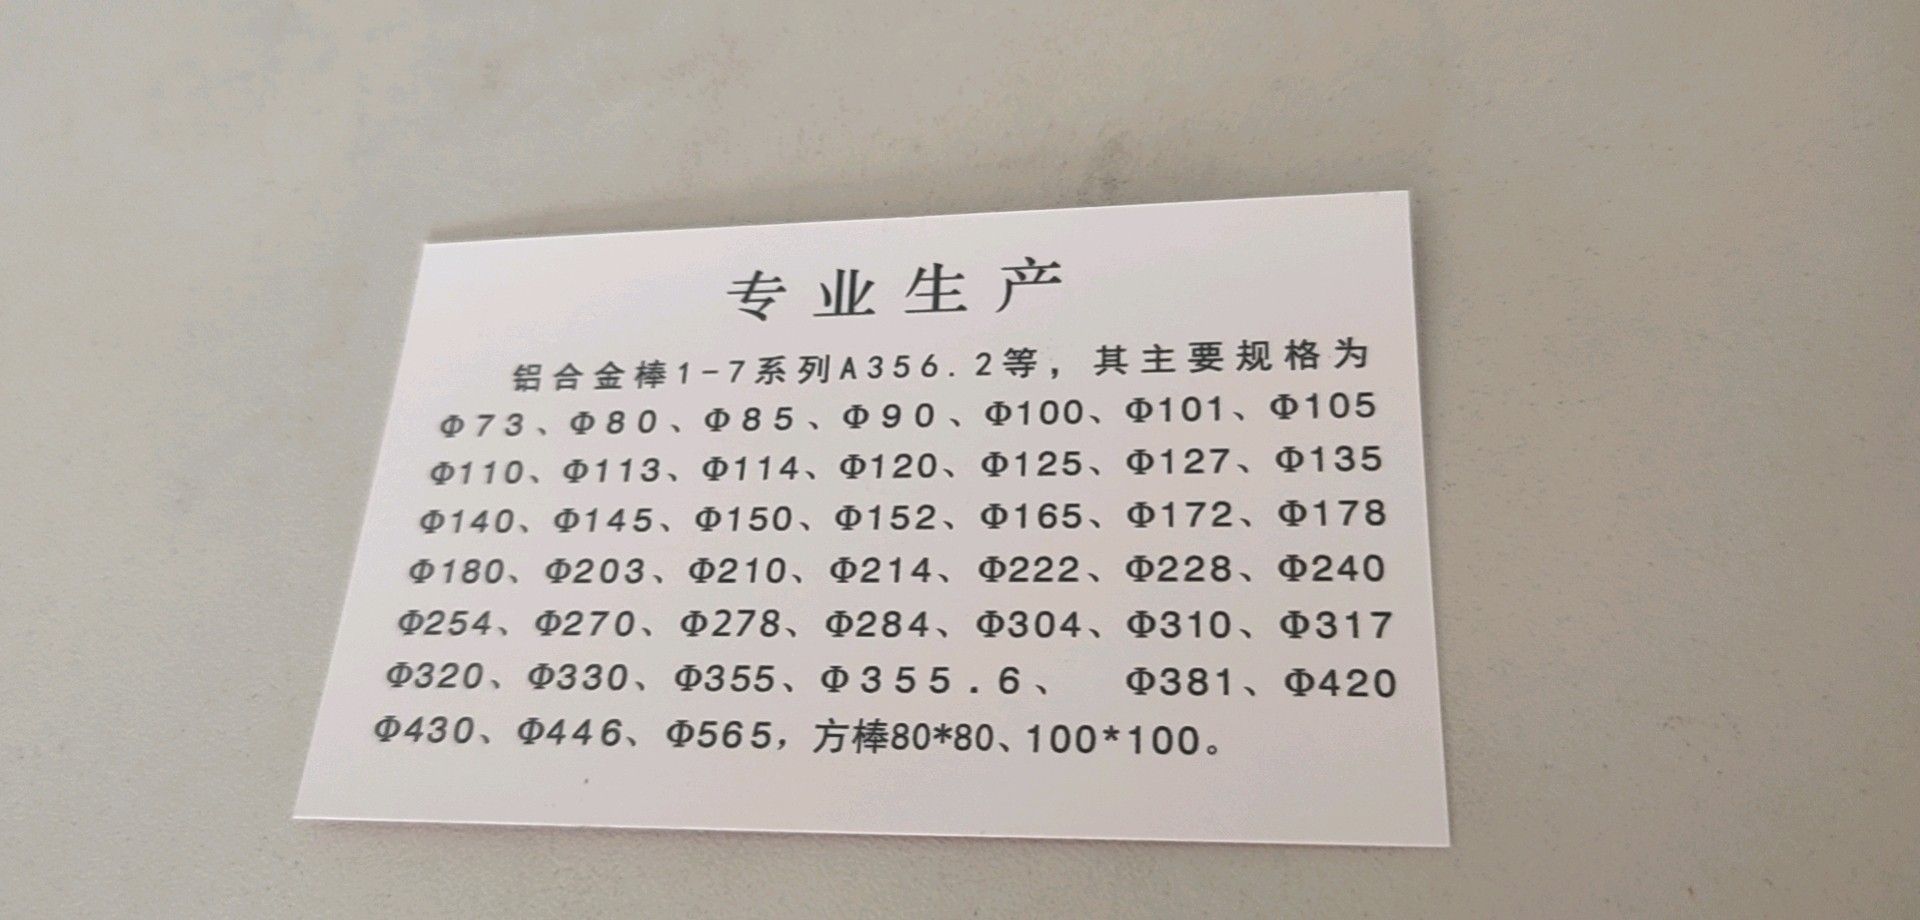 专业生产
铝合金棒1-7系列A356.2等，其主要规格为
Φ73、Φ80、Φ85、Φ90、Φ100、Φ101、Φ105
Φ110、Φ113、Φ114、Φ120、Φ125、Φ127、Φ135
Φ140、Φ145、Φ150、Φ152、Φ165、Φ172、Φ178
Φ180、Φ203、Φ210、Φ214、Φ222、Φ228、Φ240
Φ254、Φ270、Φ278、Φ284、Φ304、Φ310、Φ317
Φ320、Φ330、Φ355、Φ355.6、 Φ381、Φ420
Φ430、Φ446、Φ565，方棒80*80、100*100。